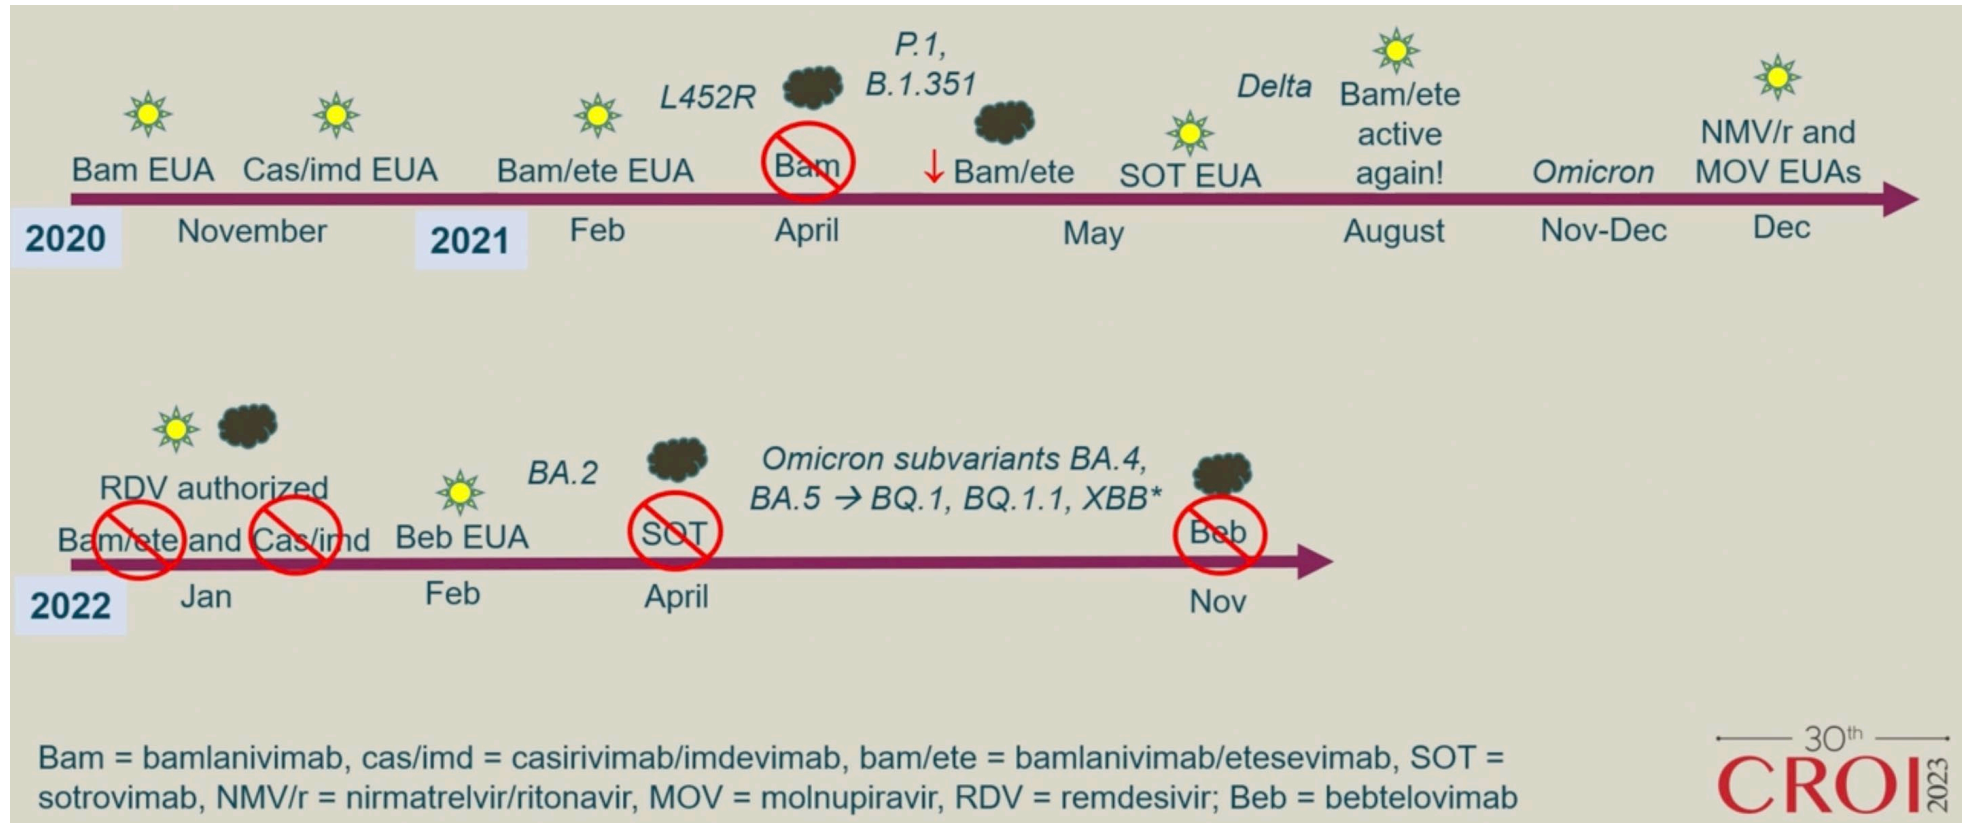 P.1,
B.1.351
L452R
Delta
Bam/ete
active
again!
NMV/r and
MOV EUAs
Bam EUA
Cas/imd EUA
Bam/ete EUA
Bam
↓ Bam/ete
SOT EUA
Omicron
2020
November
2021
Feb
April
May
August
Nov-Dec
Dec
RDV authorized
Bam/ete and Cas/imd
Beb EUA
BA.2
SOT
Omicron subvariants BA.4,
BA.5 → BQ.1, BQ.1.1, XBB*
Beb
2022
Jan
Feb
April
Nov
Bam = bamlanivimab, cas/imd = casirivimab/imdevimab, bam/ete = bamlanivimab/etesevimab, SOT =
sotrovimab, NMV/r = nirmatrelvir/ritonavir, MOV = molnupiravir, RDV = remdesivir; Beb = bebtelovimab
30th
CROI 2023